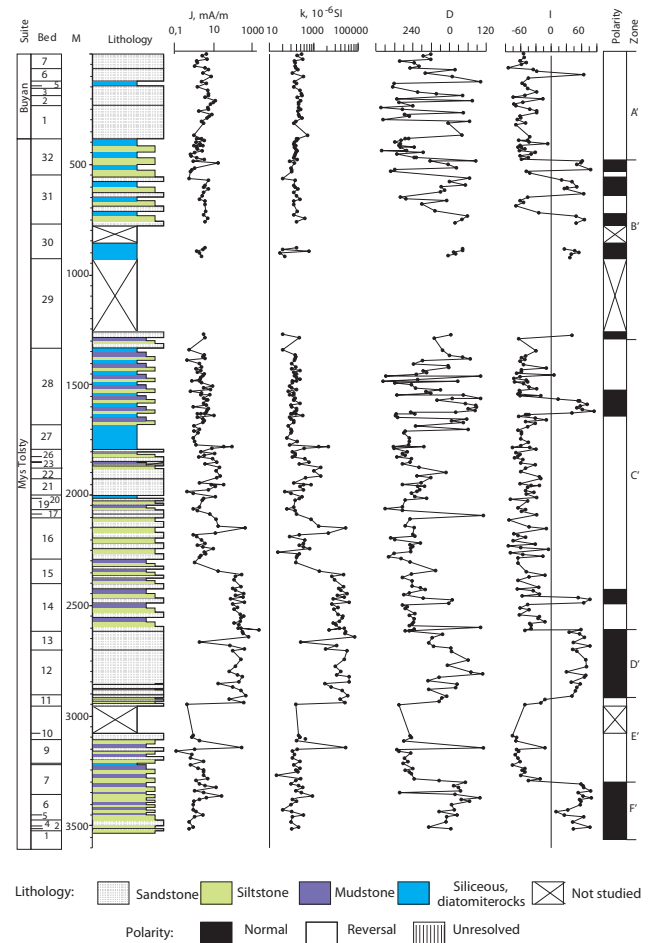 Suite
Bed
M
Lithology
J, mA/m
k, 10⁻⁶SI
D
I
Polarity
Zone
0,1 10 1000
10 1000 100000
240 0 120
-60 0 60
Buyan
Mys Tolsty
7
6
5
3
2
1
32
31
30
29
28
27
26
23
22
21
20
19
17
16
15
14
13
12
11
10
9
7
6
5
4 2
1
500
1000
1500
2000
2500
3000
3500
A'
B'
C'
D'
E'
F'
Lithology: Sandstone Siltstone Mudstone Siliceous, diatomiterocks Not studied
Polarity: Normal Reversal Unresolved